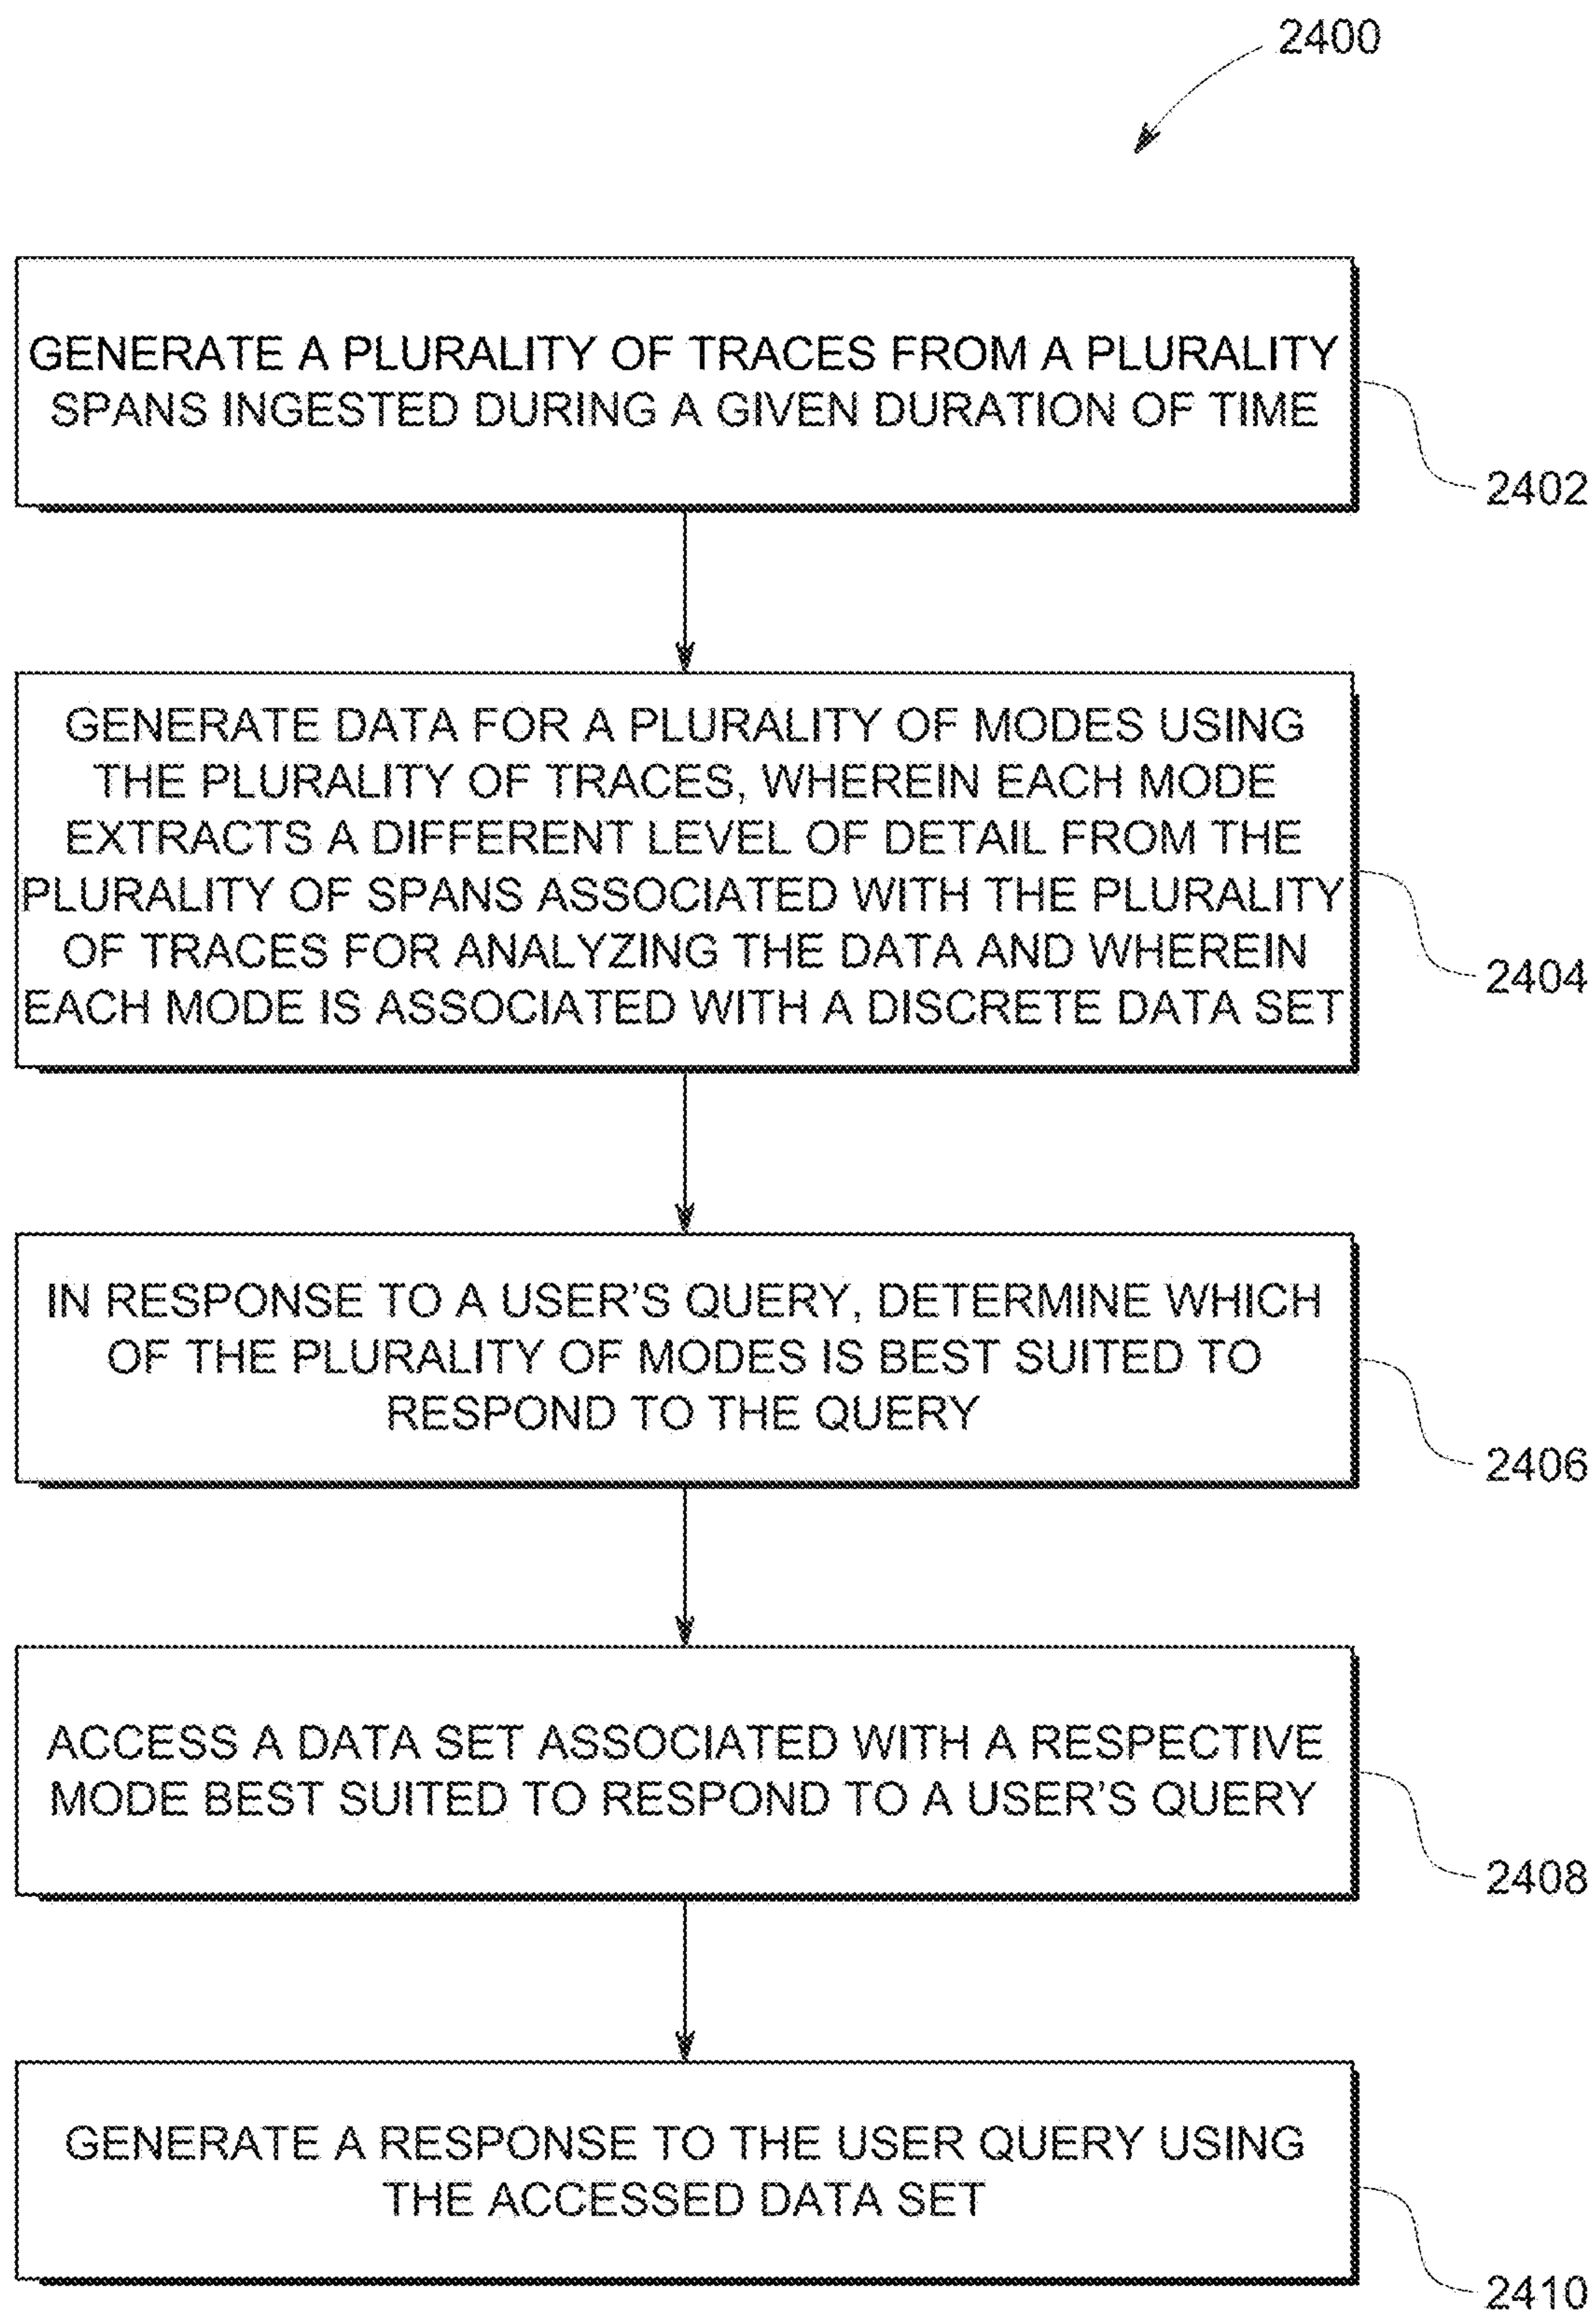 2400
GENERATE A PLURALITY OF TRACES FROM A PLURALITY
SPANS INGESTED DURING A GIVEN DURATION OF TIME
2402
GENERATE DATA FOR A PLURALITY OF MODES USING
THE PLURALITY OF TRACES, WHEREIN EACH MODE
EXTRACTS A DIFFERENT LEVEL OF DETAIL FROM THE
PLURALITY OF SPANS ASSOCIATED WITH THE PLURALITY
OF TRACES FOR ANALYZING THE DATA AND WHEREIN
EACH MODE IS ASSOCIATED WITH A DISCRETE DATA SET
2404
IN RESPONSE TO A USER’S QUERY, DETERMINE WHICH
OF THE PLURALITY OF MODES IS BEST SUITED TO
RESPOND TO THE QUERY
2406
ACCESS A DATA SET ASSOCIATED WITH A RESPECTIVE
MODE BEST SUITED TO RESPOND TO A USER’S QUERY
2408
GENERATE A RESPONSE TO THE USER QUERY USING
THE ACCESSED DATA SET
2410